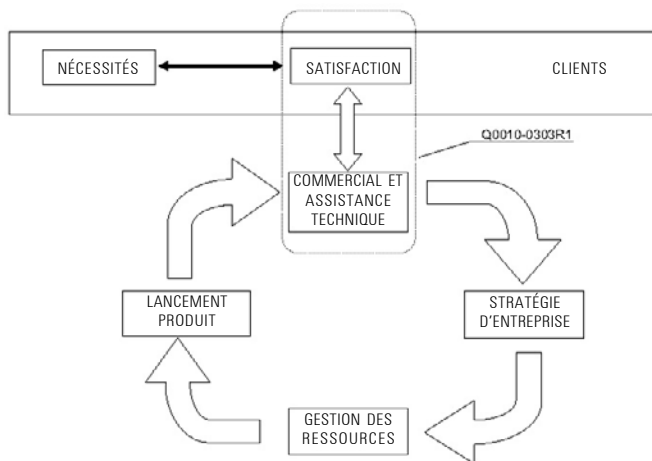 NÉCESSITÉS
SATISFACTION
CLIENTS
Q0010-0303R1
COMMERCIAL ET
ASSISTANCE
TECHNIQUE
LANCEMENT
PRODUIT
STRATÉGIE
D'ENTREPRISE
GESTION DES
RESSOURCES